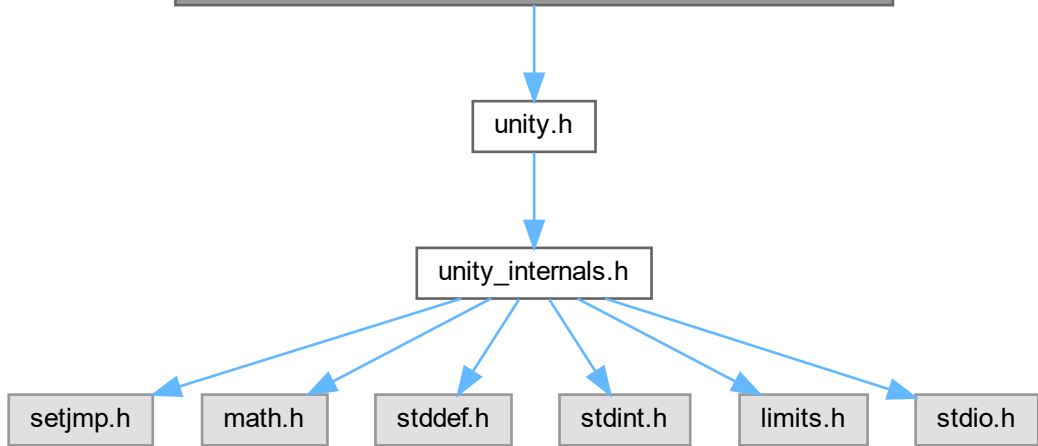 unity.h
unity_internals.h
setjmp.h
math.h
stddef.h
stdint.h
limits.h
stdio.h